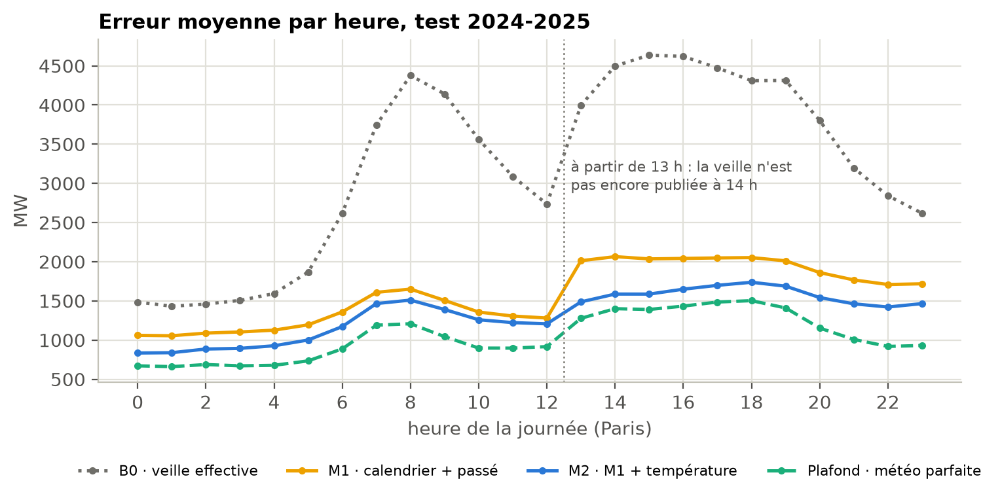 Erreur moyenne par heure, test 2024-2025
4500
4000
3500
3000
2500
2000
1500
1000
500
MW
à partir de 13 h : la veille n'est
pas encore publiée à 14 h
0 2 4 6 8 10 12 14 16 18 20 22
heure de la journée (Paris)
B0 · veille effective M1 · calendrier + passé M2 · M1 + température Plafond · météo parfaite